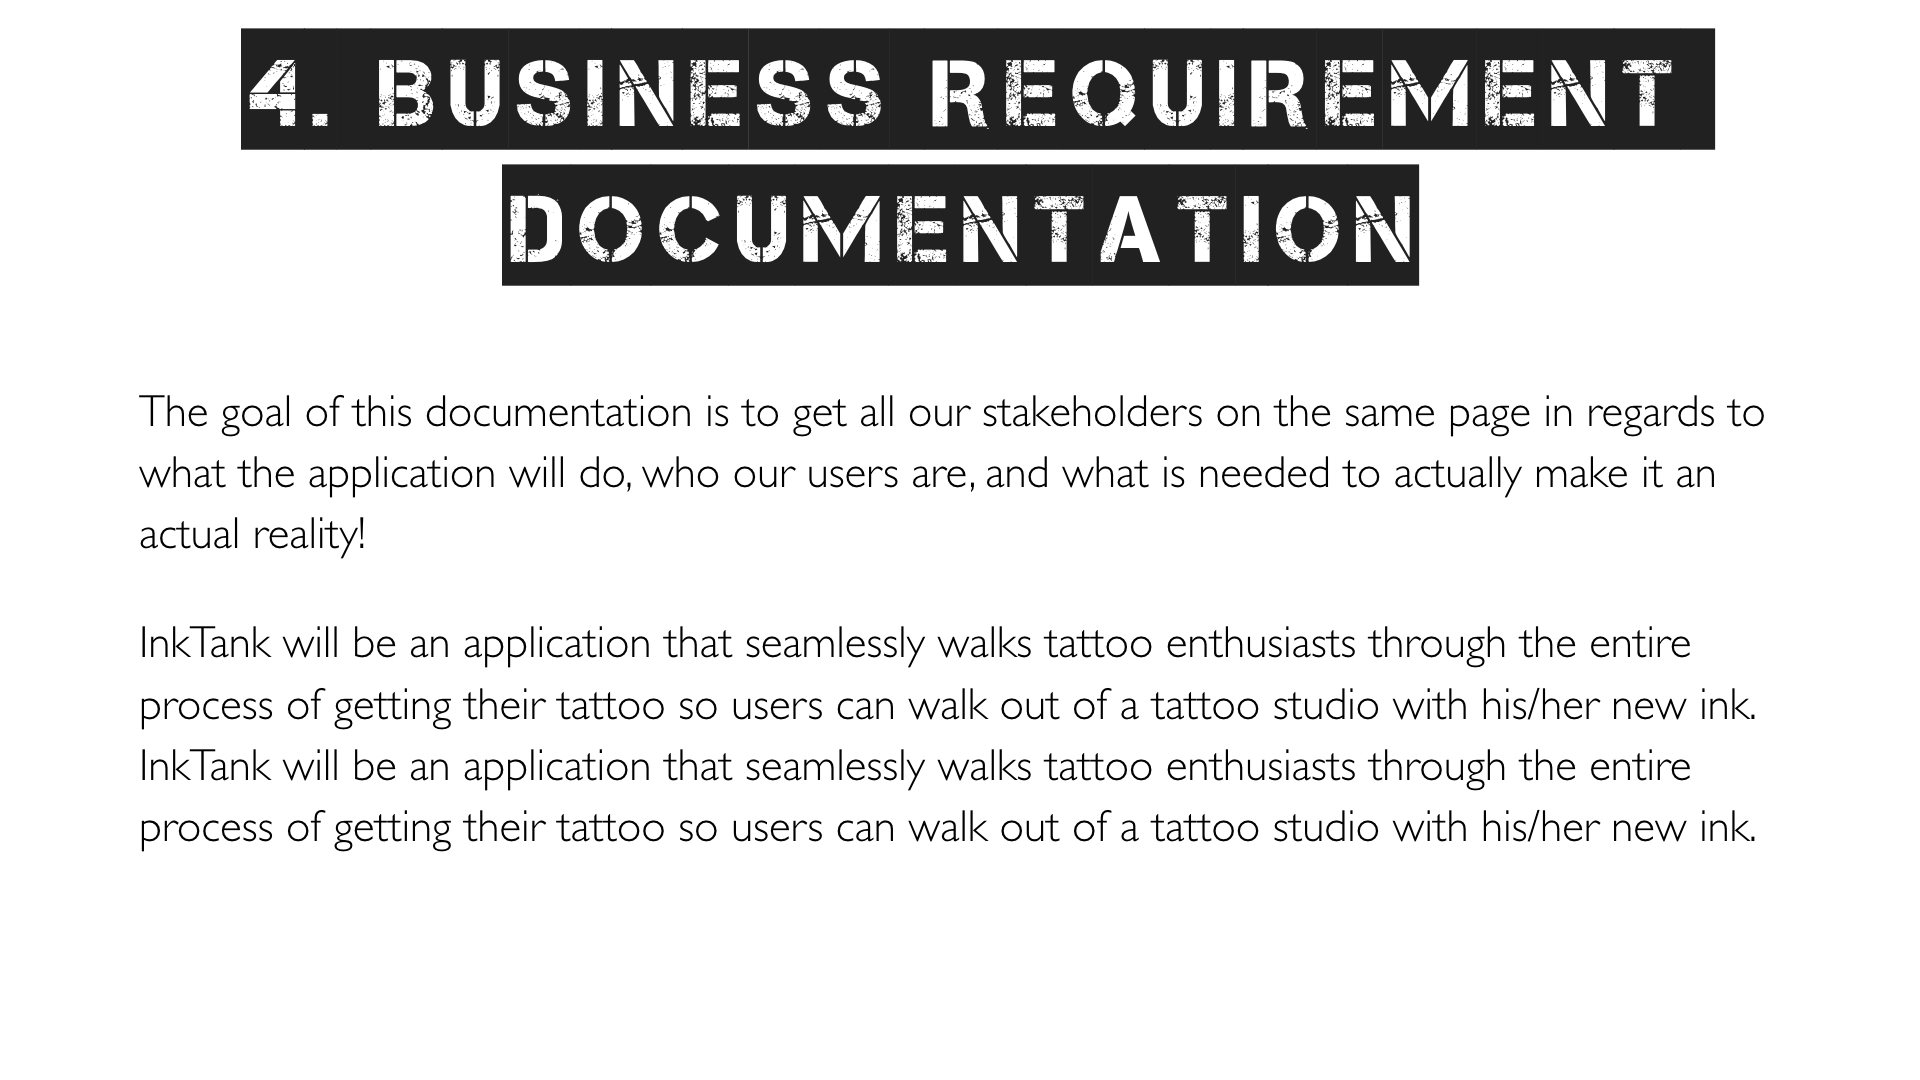 4. BUSINESS REQUIREMENT
DOCUMENTATION
The goal of this documentation is to get all our stakeholders on the same page in regards to
what the application will do, who our users are, and what is needed to actually make it an
actual reality!
InkTank will be an application that seamlessly walks tattoo enthusiasts through the entire
process of getting their tattoo so users can walk out of a tattoo studio with his/her new ink.
InkTank will be an application that seamlessly walks tattoo enthusiasts through the entire
process of getting their tattoo so users can walk out of a tattoo studio with his/her new ink.